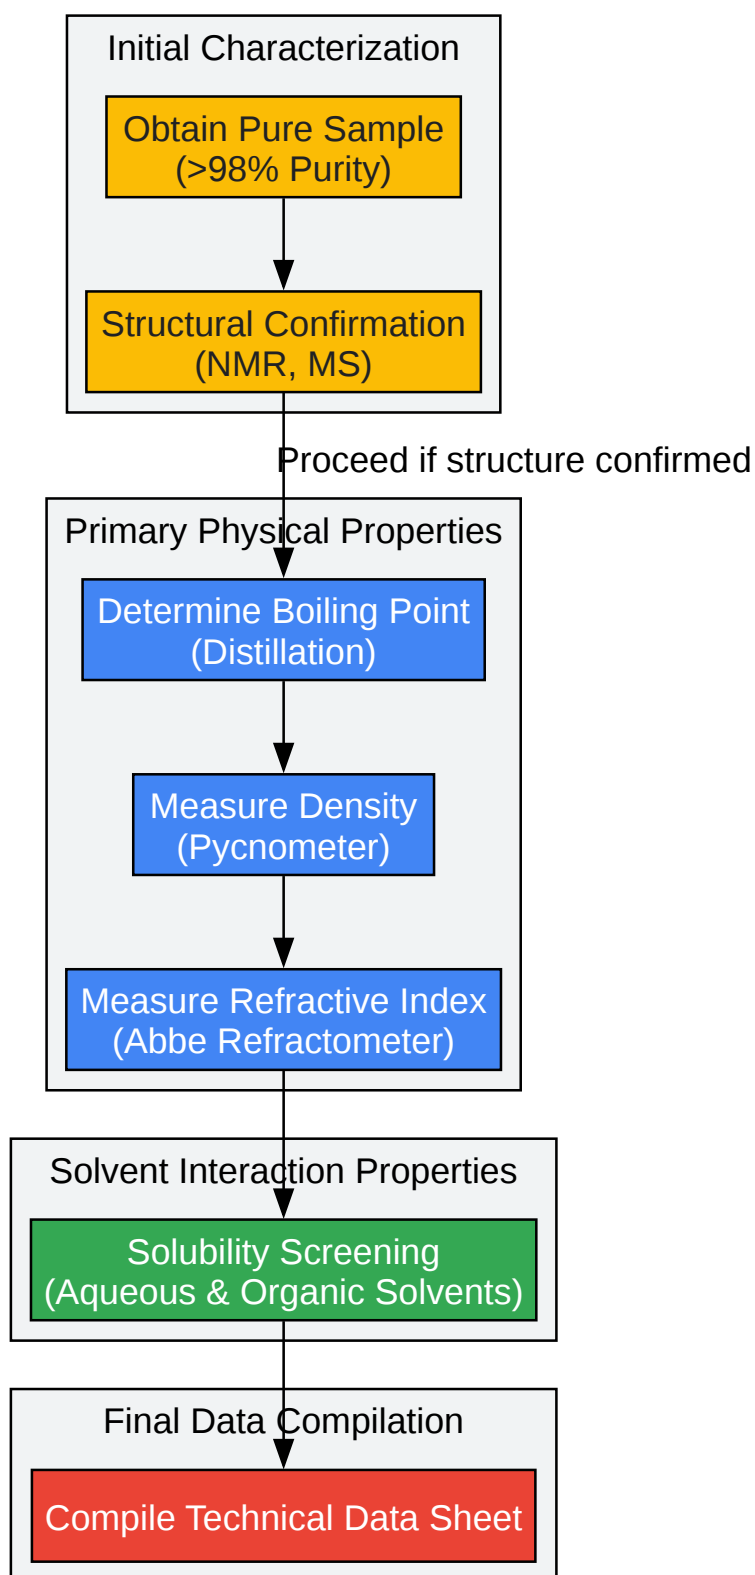 Initial Characterization
Obtain Pure Sample
(>98% Purity)
Structural Confirmation
(NMR, MS)
Proceed if structure confirmed
Primary Physical Properties
Determine Boiling Point
(Distillation)
Measure Density
(Pycnometer)
Measure Refractive Index
(Abbe Refractometer)
Solvent Interaction Properties
Solubility Screening
(Aqueous & Organic Solvents)
Final Data Compilation
Compile Technical Data Sheet